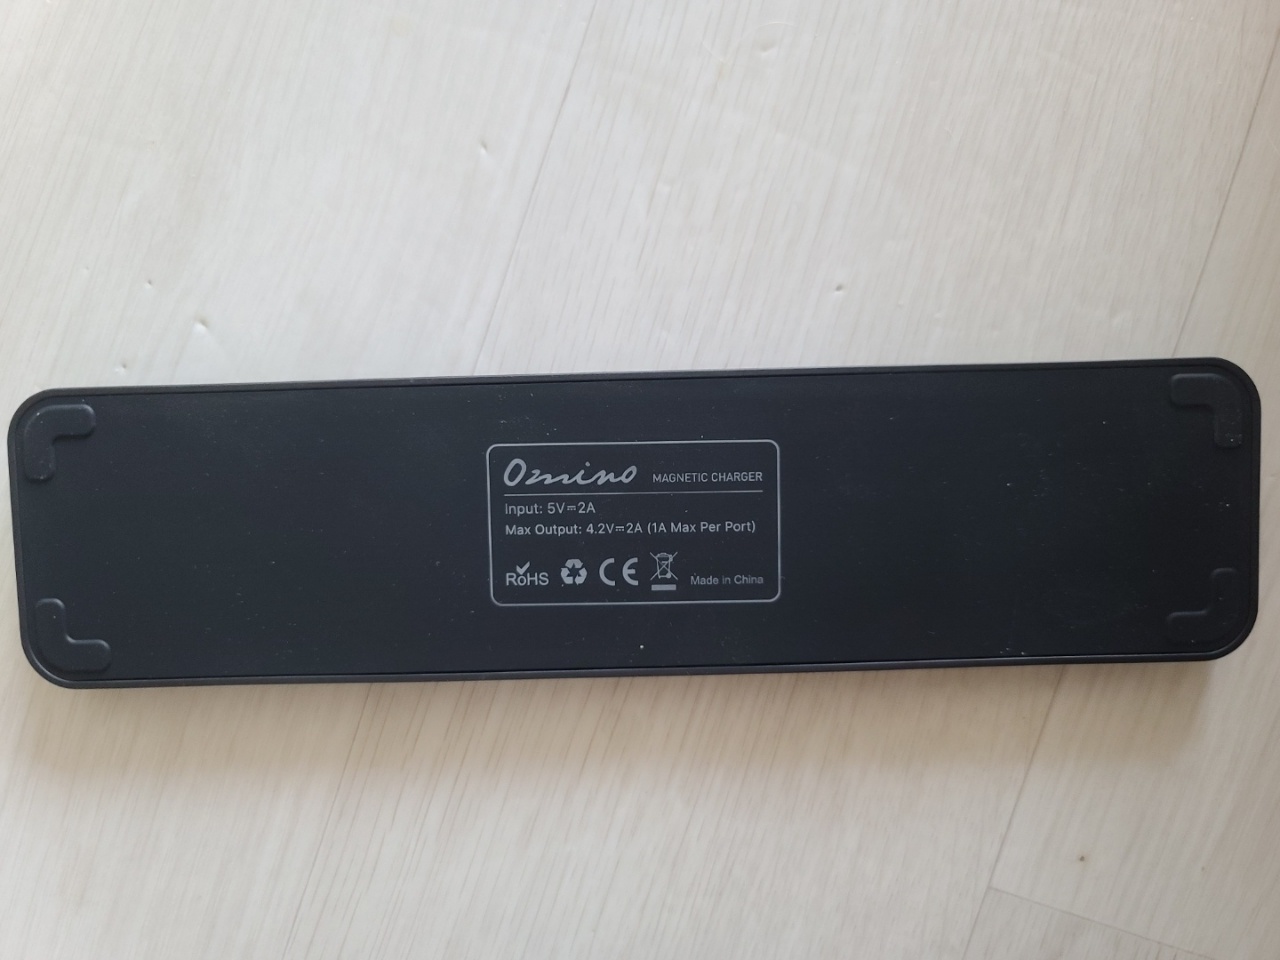 Omino MAGNETIC CHARGER
Input: 5V⎓2A
Max Output: 4.2V⎓2A (1A Max Per Port)
RoHS CE Made in China